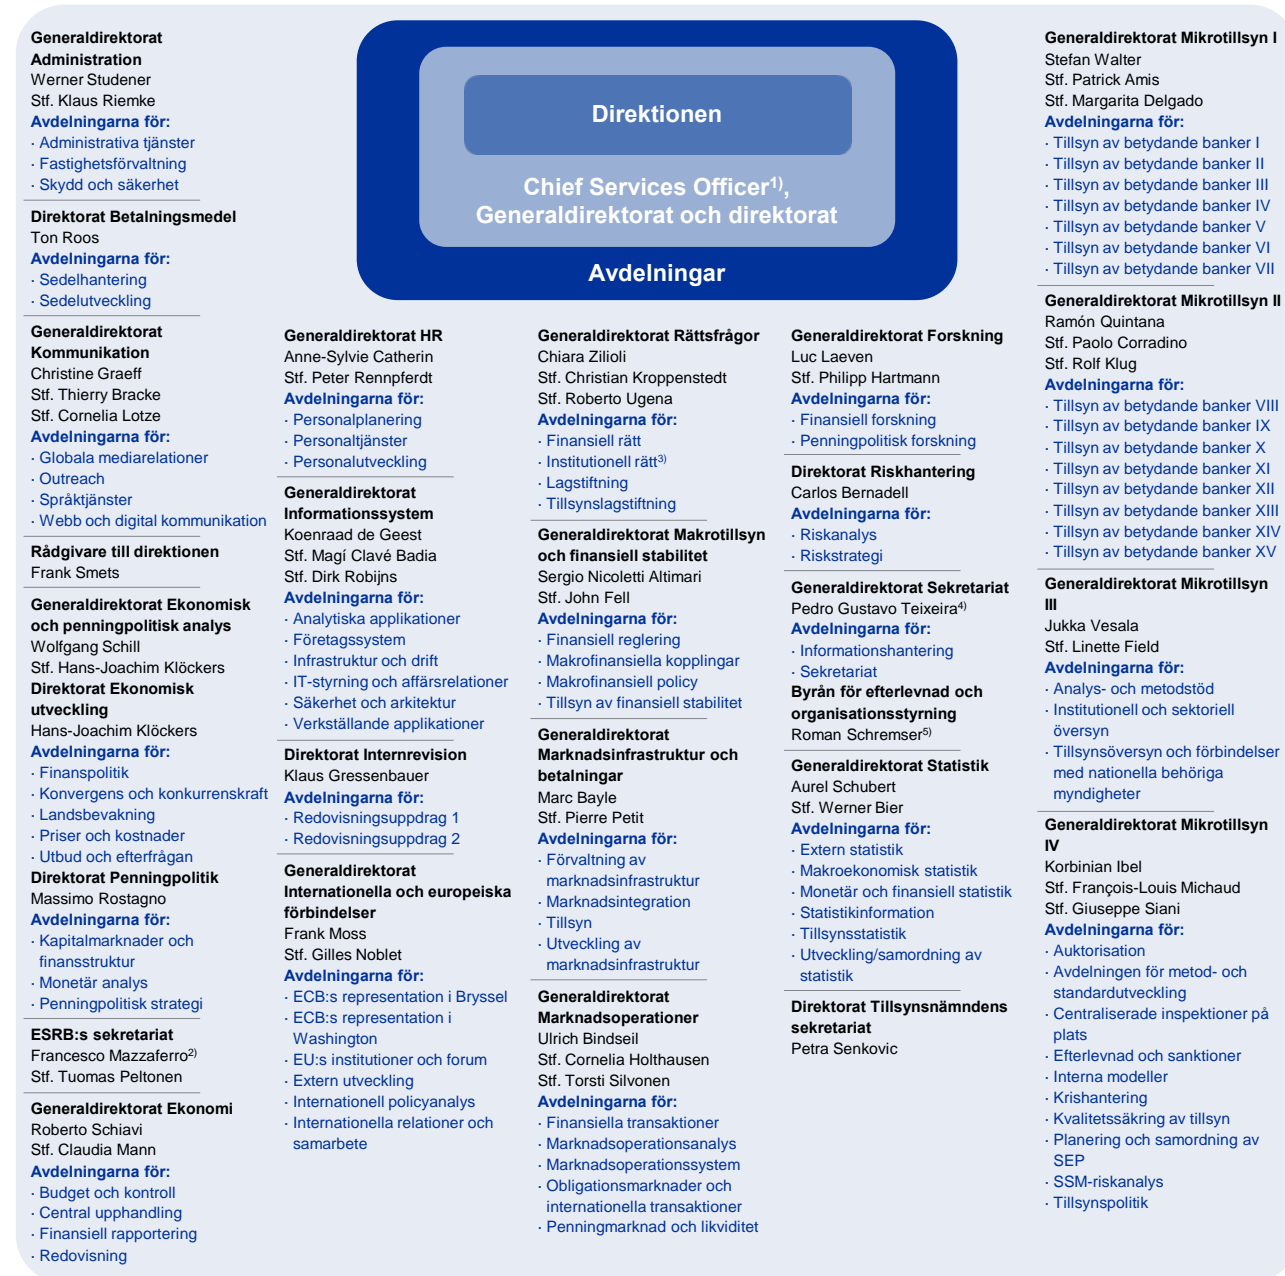 Generaldirektorat
Administration
Werner Studener
Stf. Klaus Riemke
Avdelningarna för:
· Administrativa tjänster
· Fastighetsförvaltning
· Skydd och säkerhet
Direktorat Betalningsmedel
Ton Roos
Avdelningarna för:
· Sedelhantering
· Sedelutveckling
Generaldirektorat
Kommunikation
Christine Graeff
Stf. Thierry Bracke
Stf. Cornelia Lotze
Avdelningarna för:
· Globala mediarelationer
· Outreach
· Språktjänster
· Webb och digital kommunikation
Rådgivare till direktionen
Frank Smets
Generaldirektorat Ekonomisk
och penningpolitisk analys
Wolfgang Schill
Stf. Hans-Joachim Klöckers
Direktorat Ekonomisk
utveckling
Hans-Joachim Klöckers
Avdelningarna för:
· Finanspolitik
· Konvergens och konkurrenskraft
· Landsbevakning
· Priser och kostnader
· Utbud och efterfrågan
Direktorat Penningpolitik
Massimo Rostagno
Avdelningarna för:
· Kapitalmarknader och
finansstruktur
· Monetär analys
· Penningpolitisk strategi
ESRB:s sekretariat
Francesco Mazzaferro2)
Stf. Tuomas Peltonen
Generaldirektorat Ekonomi
Roberto Schiavi
Stf. Claudia Mann
Avdelningarna för:
· Budget och kontroll
· Central upphandling
· Finansiell rapportering
· Redovisning
Direktionen
Chief Services Officer1),
Generaldirektorat och direktorat
Avdelningar
Generaldirektorat HR
Anne-Sylvie Catherin
Stf. Peter Rennpferdt
Avdelningarna för:
· Personalplanering
· Personaltjänster
· Personalutveckling
Generaldirektorat
Informationssystem
Koenraad de Geest
Stf. Magí Clavé Badia
Stf. Dirk Robijns
Avdelningarna för:
· Analytiska applikationer
· Företagssystem
· Infrastruktur och drift
· IT-styrning och affärsrelationer
· Säkerhet och arkitektur
· Verkställande applikationer
Direktorat Internrevision
Klaus Gressenbauer
Avdelningarna för:
· Redovisningsuppdrag 1
· Redovisningsuppdrag 2
Generaldirektorat
Internationella och europeiska
förbindelser
Frank Moss
Stf. Gilles Noblet
Avdelningarna för:
· ECB:s representation i Bryssel
· ECB:s representation i
Washington
· EU:s institutioner och forum
· Extern utveckling
· Internationell policyanalys
· Internationella relationer och
samarbete
Generaldirektorat Rättsfrågor
Chiara Zilioli
Stf. Christian Kroppenstedt
Stf. Roberto Ugena
Avdelningarna för:
· Finansiell rätt
· Institutionell rätt3)
· Lagstiftning
· Tillsynslagstiftning
Generaldirektorat Makrotillsyn
och finansiell stabilitet
Sergio Nicoletti Altimari
Stf. John Fell
Avdelningarna för:
· Finansiell reglering
· Makrofinansiella kopplingar
· Makrofinansiell policy
· Tillsyn av finansiell stabilitet
Generaldirektorat
Marknadsinfrastruktur och
betalningar
Marc Bayle
Stf. Pierre Petit
Avdelningarna för:
· Förvaltning av
marknadsinfrastruktur
· Marknadsintegration
· Tillsyn
· Utveckling av
marknadsinfrastruktur
Generaldirektorat
Marknadsoperationer
Ulrich Bindseil
Stf. Cornelia Holthausen
Stf. Torsti Silvonen
Avdelningarna för:
· Finansiella transaktioner
· Marknadsoperationsanalys
· Marknadsoperationssystem
· Obligationsmarknader och
internationella transaktioner
· Penningmarknad och likviditet
Generaldirektorat Forskning
Luc Laeven
Stf. Philipp Hartmann
Avdelningarna för:
· Finansiell forskning
· Penningpolitisk forskning
Direktorat Riskhantering
Carlos Bernadell
Avdelningarna för:
· Riskanalys
· Riskstrategi
Generaldirektorat Sekretariat
Pedro Gustavo Teixeira4)
Avdelningarna för:
· Informationshantering
· Sekretariat
Byrån för efterlevnad och
organisationsstyrning
Roman Schremser5)
Generaldirektorat Statistik
Aurel Schubert
Stf. Werner Bier
Avdelningarna för:
· Extern statistik
· Makroekonomisk statistik
· Monetär och finansiell statistik
· Statistikinformation
· Tillsynsstatistik
· Utveckling/samordning av
statistik
Direktorat Tillsynsnämndens
sekretariat
Petra Senkovic
Generaldirektorat Mikrotillsyn I
Stefan Walter
Stf. Patrick Amis
Stf. Margarita Delgado
Avdelningarna för:
· Tillsyn av betydande banker I
· Tillsyn av betydande banker II
· Tillsyn av betydande banker III
· Tillsyn av betydande banker IV
· Tillsyn av betydande banker V
· Tillsyn av betydande banker VI
· Tillsyn av betydande banker VII
Generaldirektorat Mikrotillsyn II
Ramón Quintana
Stf. Paolo Corradino
Stf. Rolf Klug
Avdelningarna för:
· Tillsyn av betydande banker VIII
· Tillsyn av betydande banker IX
· Tillsyn av betydande banker X
· Tillsyn av betydande banker XI
· Tillsyn av betydande banker XII
· Tillsyn av betydande banker XIII
· Tillsyn av betydande banker XIV
· Tillsyn av betydande banker XV
Generaldirektorat Mikrotillsyn
III
Jukka Vesala
Stf. Linette Field
Avdelningarna för:
· Analys- och metodstöd
· Institutionell och sektoriell
översyn
· Tillsynsöversyn och förbindelser
med nationella behöriga
myndigheter
Generaldirektorat Mikrotillsyn
IV
Korbinian Ibel
Stf. François-Louis Michaud
Stf. Giuseppe Siani
Avdelningarna för:
· Auktorisation
· Avdelningen för metod- och
standardutveckling
· Centraliserade inspektioner på
plats
· Efterlevnad och sanktioner
· Interna modeller
· Krishantering
· Kvalitetssäkring av tillsyn
· Planering och samordning av
SEP
· SSM-riskanalys
· Tillsynspolitik